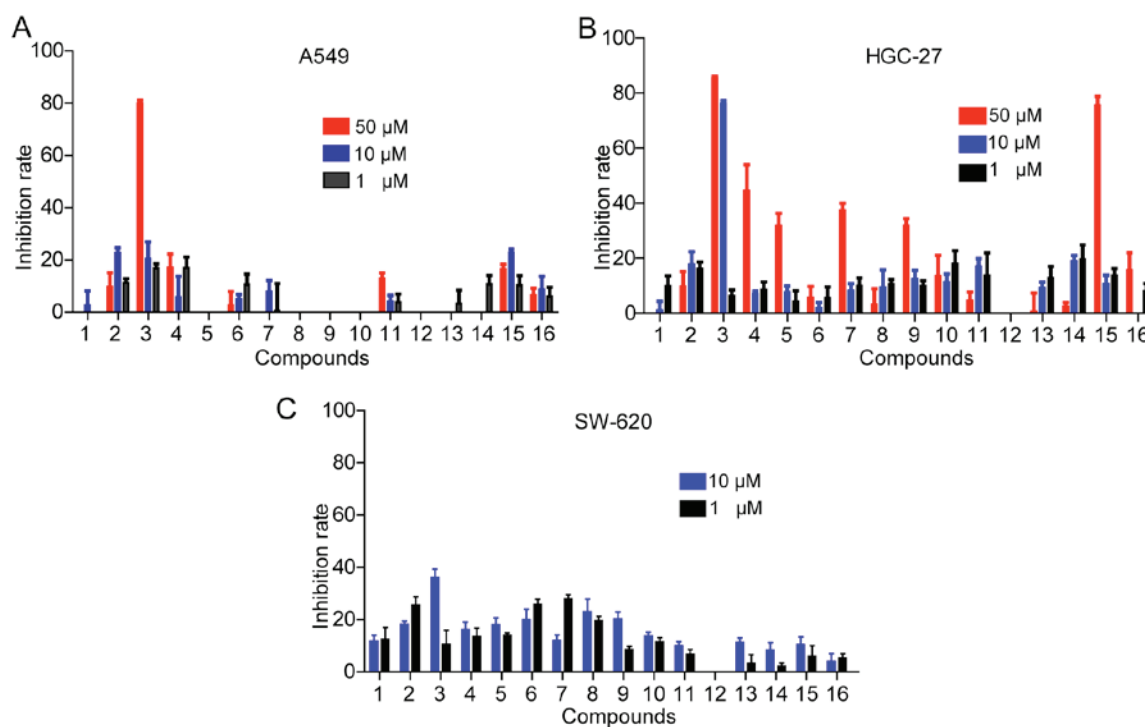 A
A549
100
80
60
40
20
0
Inhibition rate
50 µM
10 µM
1 µM
1 2 3 4 5 6 7 8 9 10 11 12 13 14 15 16
Compounds
B
HGC-27
100
80
60
40
20
0
Inhibition rate
50 µM
10 µM
1 µM
1 2 3 4 5 6 7 8 9 10 11 12 13 14 15 16
Compounds
C
SW-620
100
80
60
40
20
0
Inhibition rate
10 µM
1 µM
1 2 3 4 5 6 7 8 9 10 11 12 13 14 15 16
Compounds